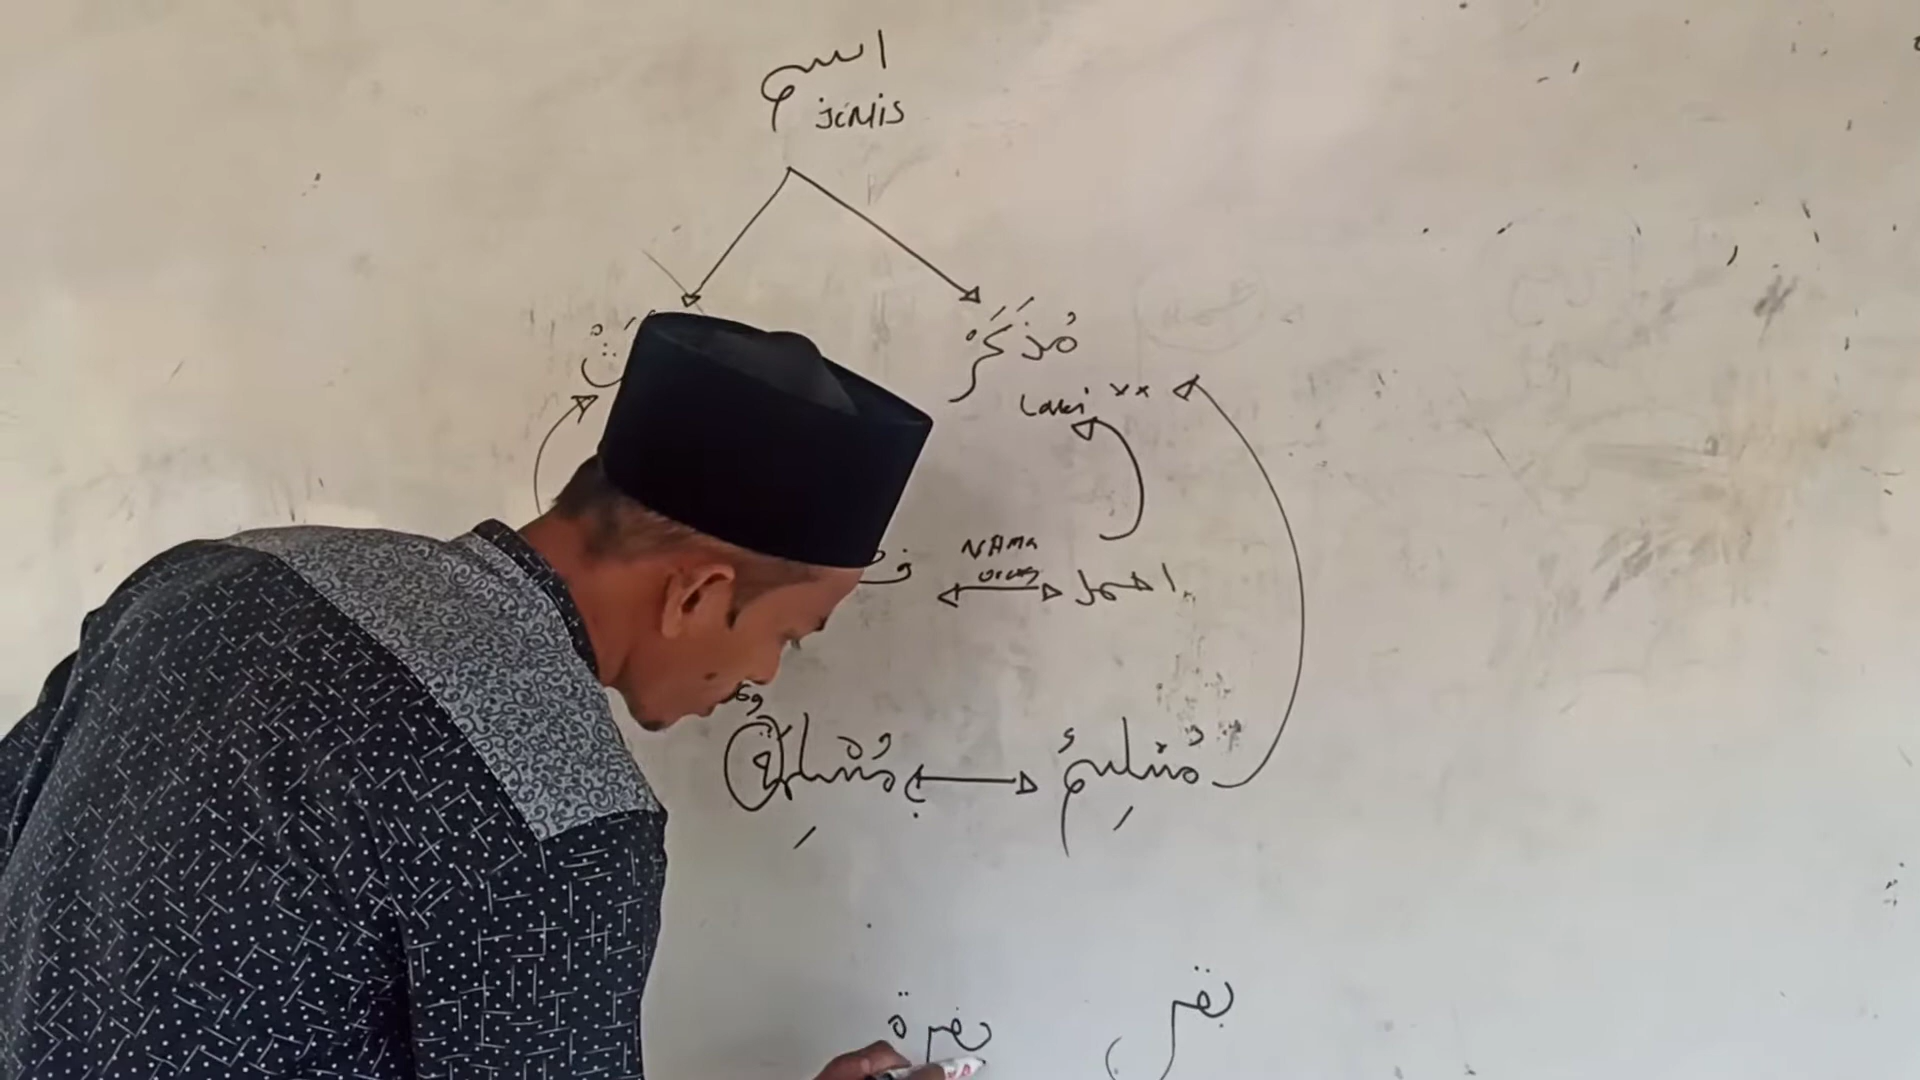 اسم
jenis
مُذَكَّرْ
Laki ××
NAMA
orang
احمد
مُسْلِمَةٌ مُسْلِمٌ
بقرة بقر